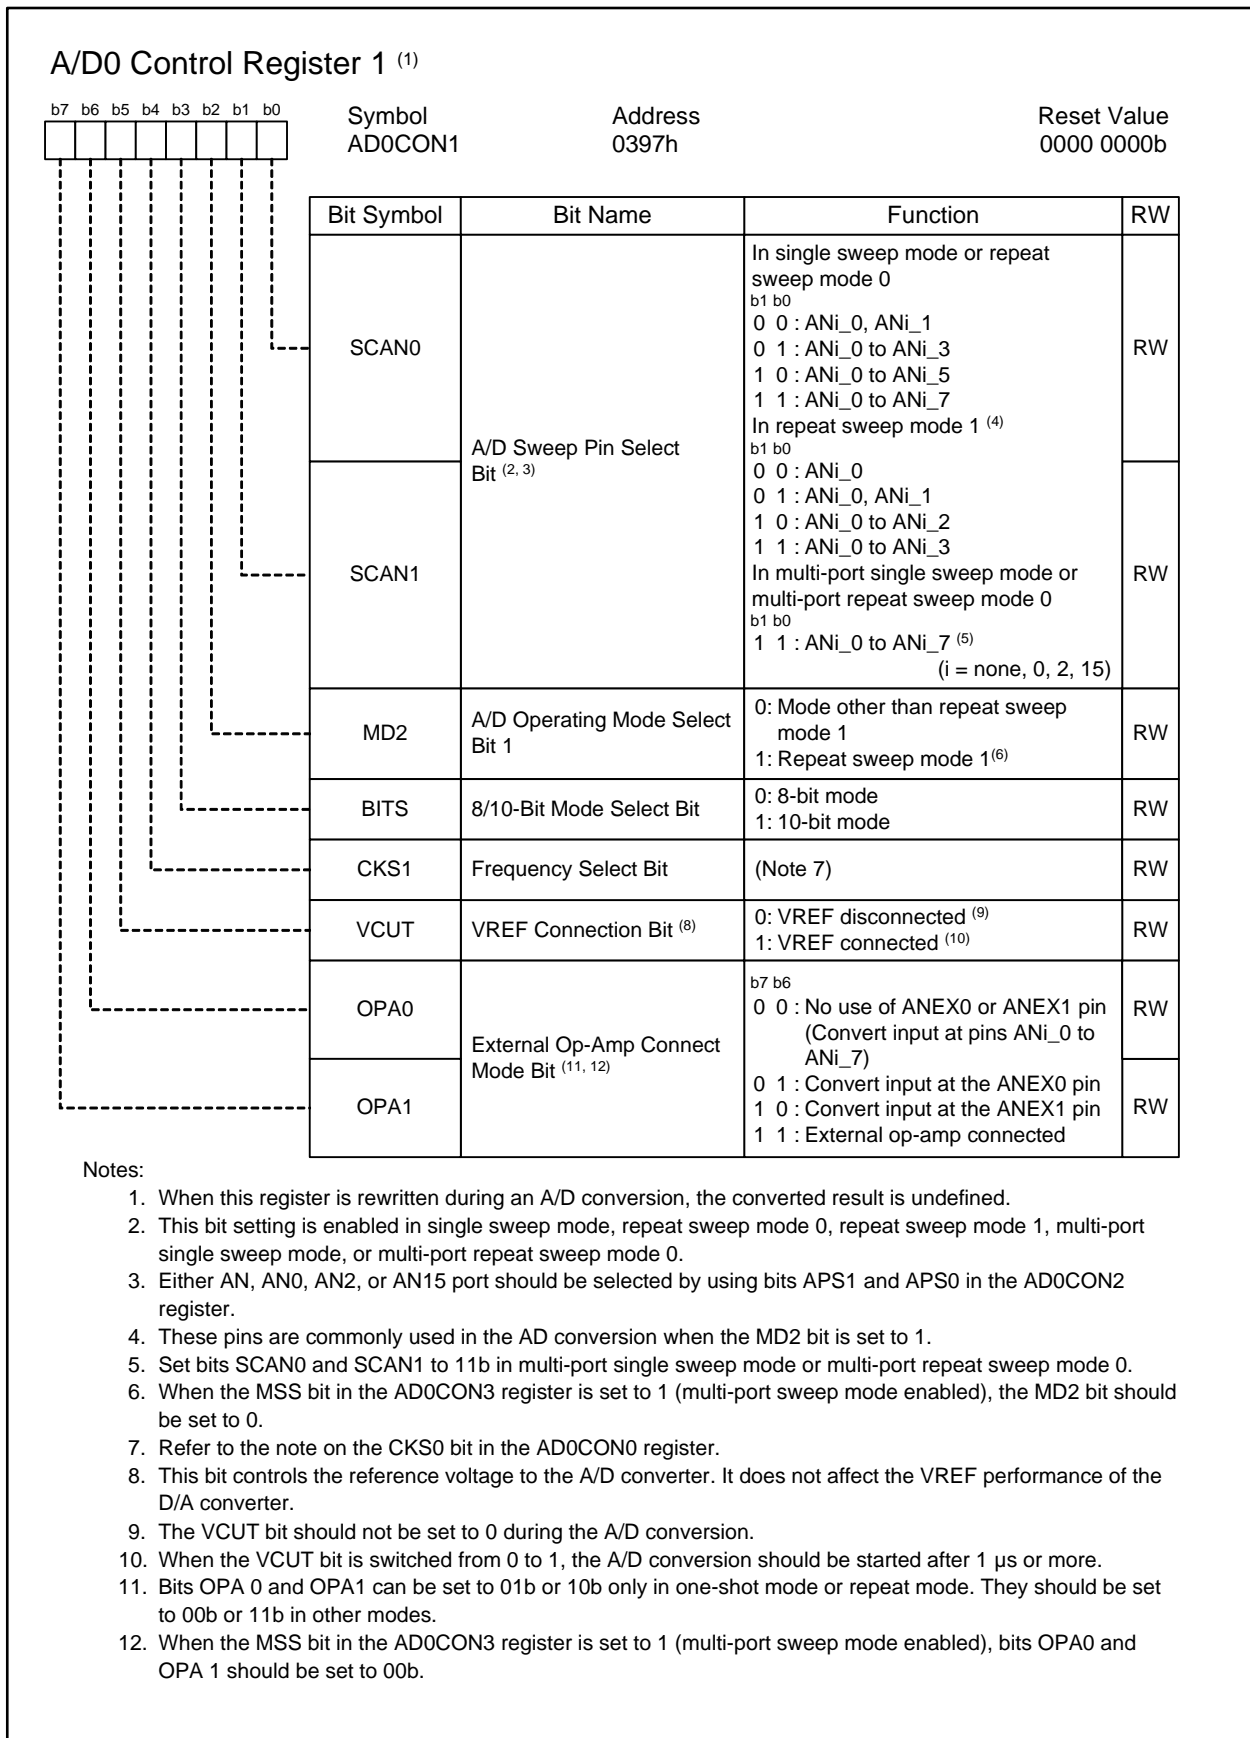 A/D0 Control Register 1 (1)
b7 b6 b5 b4 b3 b2 b1 b0
Symbol Address Reset Value
AD0CON1 0397h 0000 0000b
Bit Symbol Bit Name Function RW
SCAN0
A/D Sweep Pin Select
Bit (2, 3)
In single sweep mode or repeat
sweep mode 0
b1 b0
0 0 : ANi_0, ANi_1
0 1 : ANi_0 to ANi_3
1 0 : ANi_0 to ANi_5
1 1 : ANi_0 to ANi_7
In repeat sweep mode 1 (4)
b1 b0
0 0 : ANi_0
0 1 : ANi_0, ANi_1
1 0 : ANi_0 to ANi_2
1 1 : ANi_0 to ANi_3
In multi-port single sweep mode or
multi-port repeat sweep mode 0
b1 b0
1 1 : ANi_0 to ANi_7 (5)
(i = none, 0, 2, 15)
RW
SCAN1
RW
MD2
A/D Operating Mode Select
Bit 1
0: Mode other than repeat sweep
mode 1
1: Repeat sweep mode 1(6)
RW
BITS
8/10-Bit Mode Select Bit
0: 8-bit mode
1: 10-bit mode
RW
CKS1 Frequency Select Bit (Note 7) RW
VCUT
VREF Connection Bit (8)
0: VREF disconnected (9)
1: VREF connected (10)
RW
OPA0
External Op-Amp Connect
Mode Bit (11, 12)
b7 b6
0 0 : No use of ANEX0 or ANEX1 pin
(Convert input at pins ANi_0 to
ANi_7)
0 1 : Convert input at the ANEX0 pin
1 0 : Convert input at the ANEX1 pin
1 1 : External op-amp connected
RW
OPA1
RW
Notes:
1. When this register is rewritten during an A/D conversion, the converted result is undefined.
2. This bit setting is enabled in single sweep mode, repeat sweep mode 0, repeat sweep mode 1, multi-port
single sweep mode, or multi-port repeat sweep mode 0.
3. Either AN, AN0, AN2, or AN15 port should be selected by using bits APS1 and APS0 in the AD0CON2
register.
4. These pins are commonly used in the AD conversion when the MD2 bit is set to 1.
5. Set bits SCAN0 and SCAN1 to 11b in multi-port single sweep mode or multi-port repeat sweep mode 0.
6. When the MSS bit in the AD0CON3 register is set to 1 (multi-port sweep mode enabled), the MD2 bit should
be set to 0.
7. Refer to the note on the CKS0 bit in the AD0CON0 register.
8. This bit controls the reference voltage to the A/D converter. It does not affect the VREF performance of the
D/A converter.
9. The VCUT bit should not be set to 0 during the A/D conversion.
10. When the VCUT bit is switched from 0 to 1, the A/D conversion should be started after 1 µs or more.
11. Bits OPA 0 and OPA1 can be set to 01b or 10b only in one-shot mode or repeat mode. They should be set
to 00b or 11b in other modes.
12. When the MSS bit in the AD0CON3 register is set to 1 (multi-port sweep mode enabled), bits OPA0 and
OPA 1 should be set to 00b.